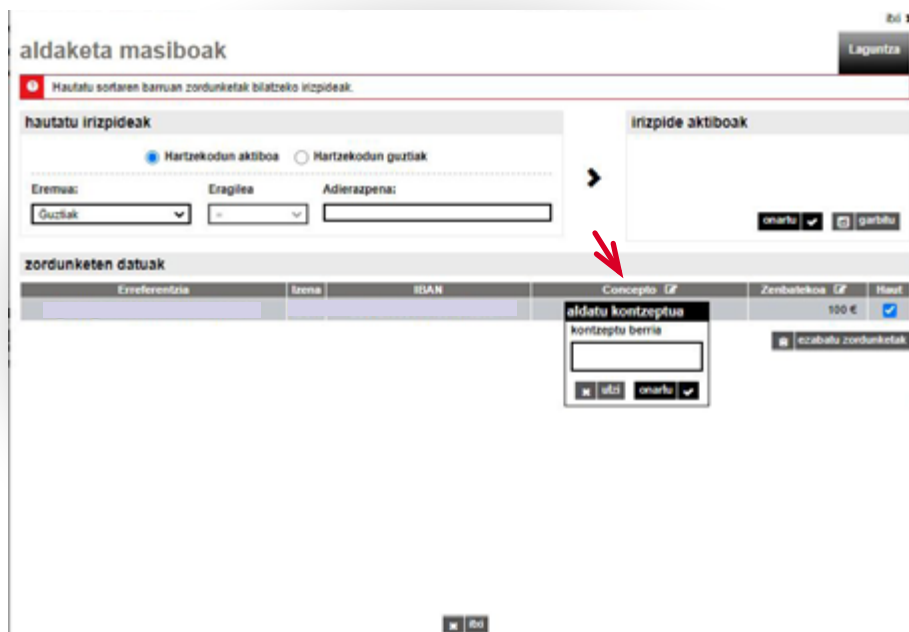 itxi
aldaketa masiboak
Laguntza
Hautatu sortaren barruan zordunketak bilatzeko irizpideak.
hautatu irizpideak
irizpide aktiboak
Hartzekodun aktiboa Hartzekodun guztiak
Eremua: Eragilea Adierazpena:
Guztiak =
onartu garbitu
zordunketen datuak
Erreferentzia Izena IBAN Concepto Zenbatekoa Haut
100 €
aldatu kontzeptua
kontzeptu berria
ezabatu zordunketak
utzi onartu
itxi